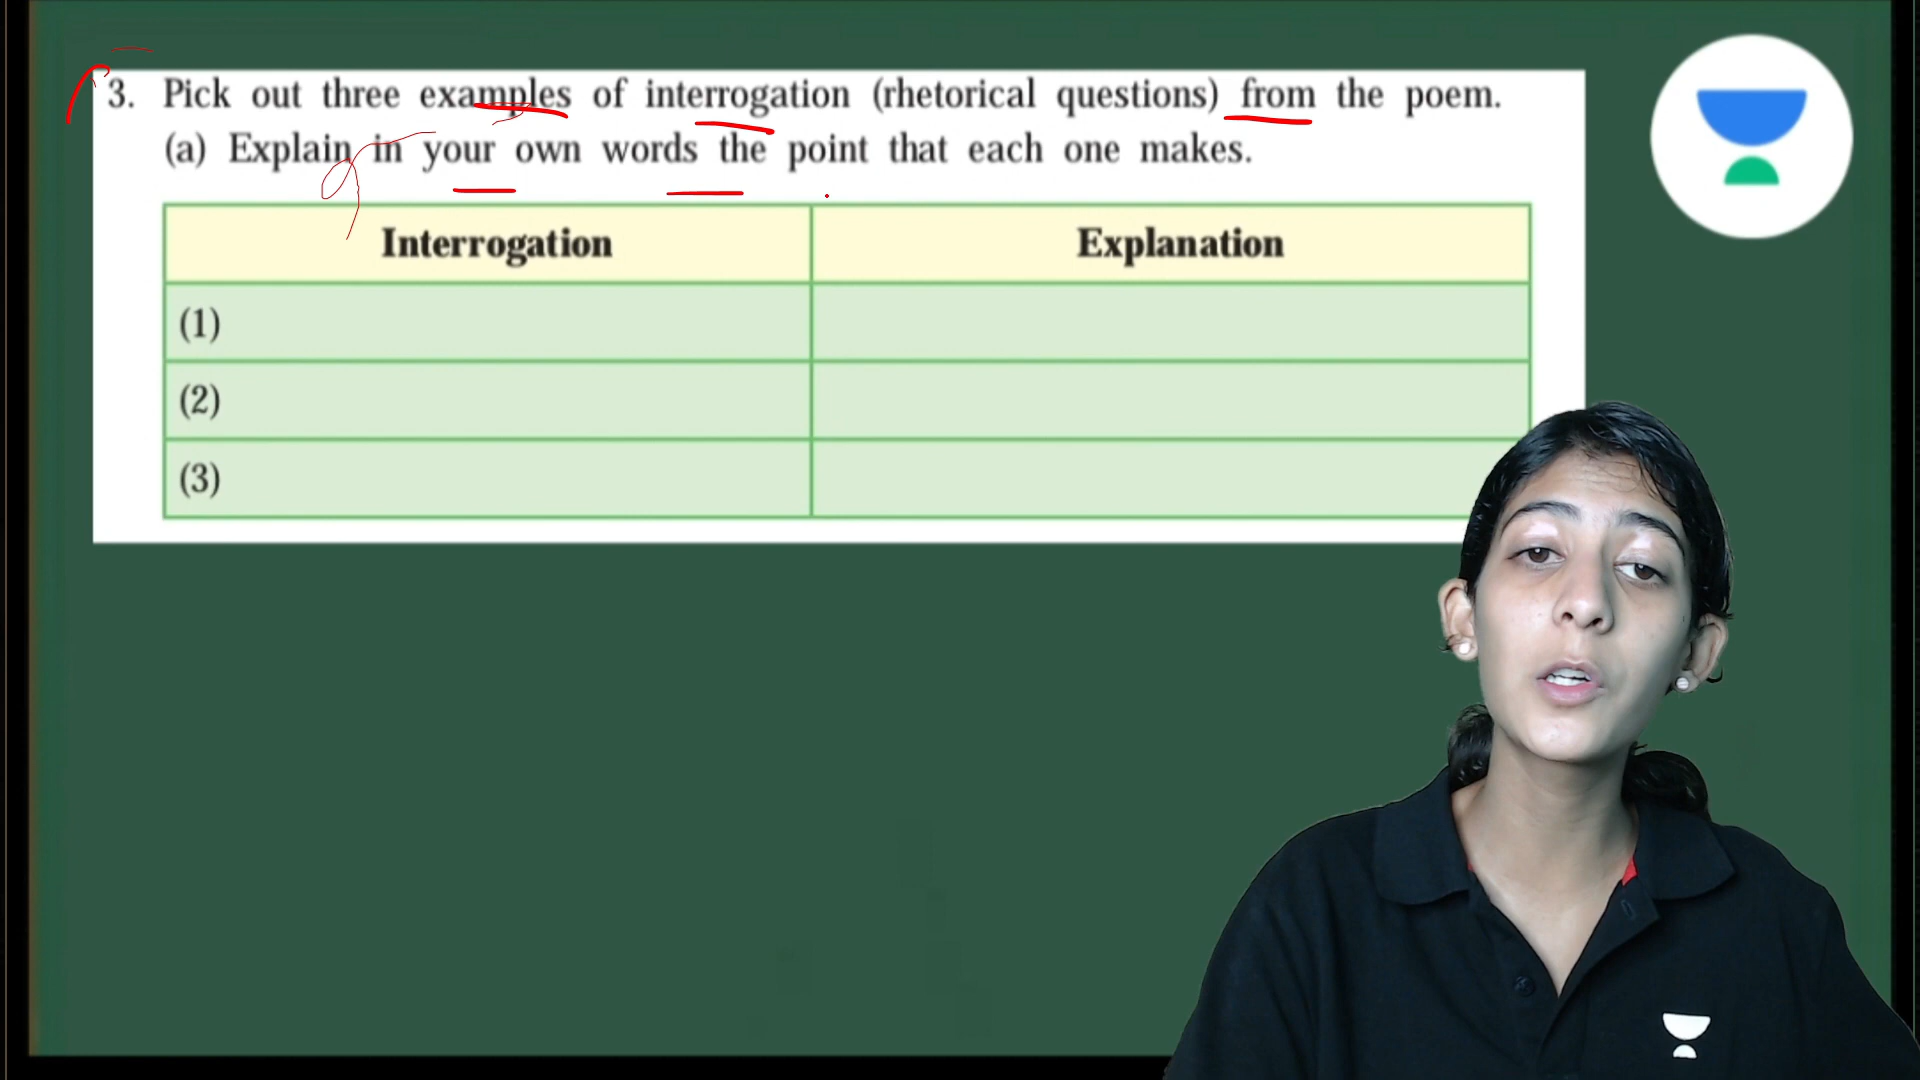 3. Pick out three examples of interrogation (rhetorical questions) from the poem.
(a) Explain in your own words the point that each one makes.
Interrogation Explanation
(1)
(2)
(3)